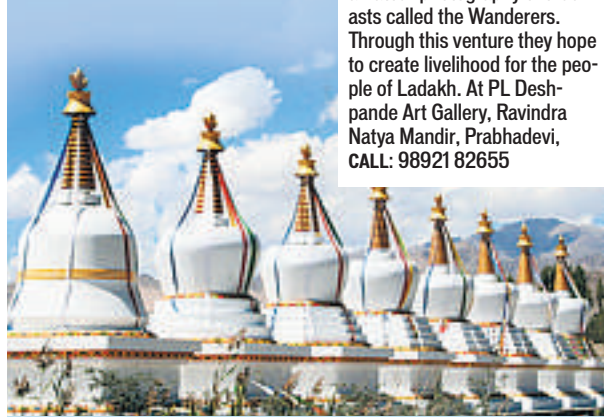 asts called the Wanderers.
Through this venture they hope
to create livelihood for the peo-
ple of Ladakh. At PL Desh-
pande Art Gallery, Ravindra
Natya Mandir, Prabhadevi,
CALL: 98921 82655